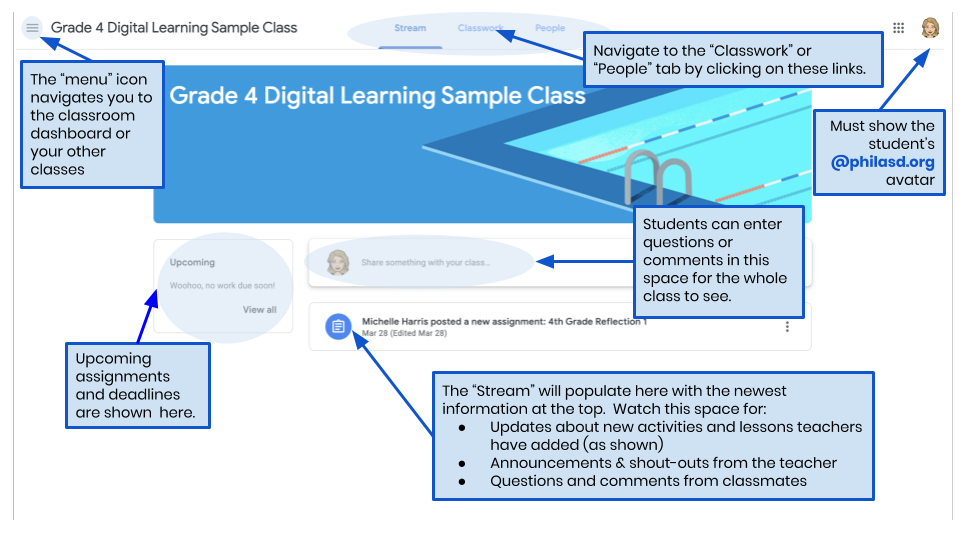 Grade 4 Digital Learning Sample Class
Stream
Classwork
People
Navigate to the “Classwork” or
“People” tab by clicking on these links.
The “menu” icon
navigates you to
the classroom
dashboard or
your other
classes
Grade 4 Digital Learning Sample Class
Must show the
student’s
@philasd.org
avatar
Students can enter
questions or
comments in this
space for the whole
class to see.
Upcoming
Woohoo, no work due soon!
View all
Share something with your class...
Michelle Harris posted a new assignment: 4th Grade Reflection 1
Mar 28 (Edited Mar 28)
Upcoming
assignments
and deadlines
are shown  here.
The “Stream” will populate here with the newest
information at the top.  Watch this space for:
● Updates about new activities and lessons teachers
have added (as shown)
● Announcements & shout-outs from the teacher
● Questions and comments from classmates